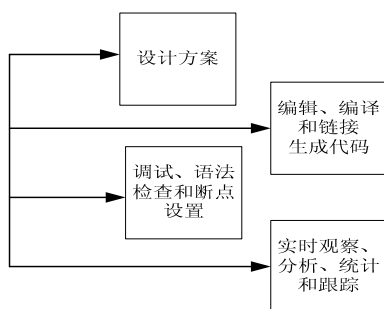 设计方案
编辑、编译
和链接
生成代码
调试、语法
检查和断点
设置
实时观察、
分析、统计
和跟踪